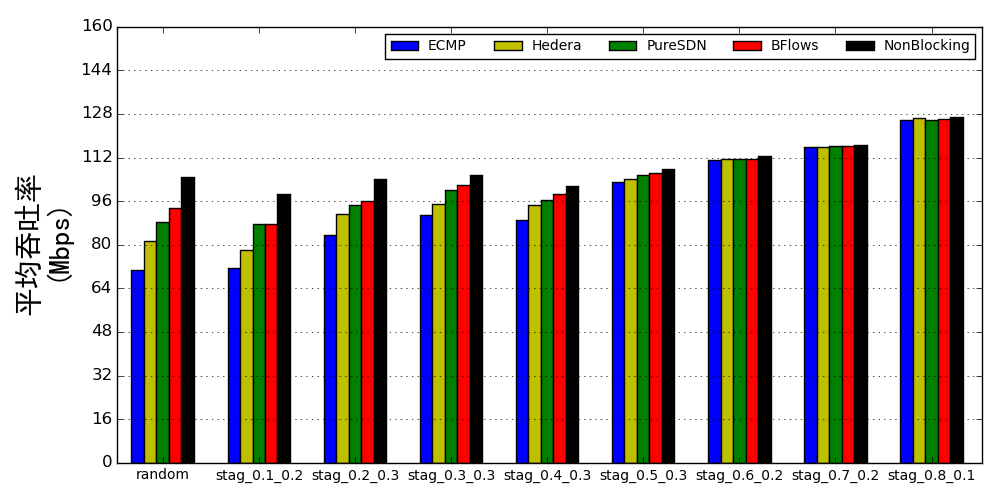 160
144
128
112
96
80
64
48
32
16
0
平均吞吐率
(Mbps)
ECMP Hedera PureSDN BFlows NonBlocking
random stag_0.1_0.2 stag_0.2_0.3 stag_0.3_0.3 stag_0.4_0.3 stag_0.5_0.3 stag_0.6_0.2 stag_0.7_0.2 stag_0.8_0.1